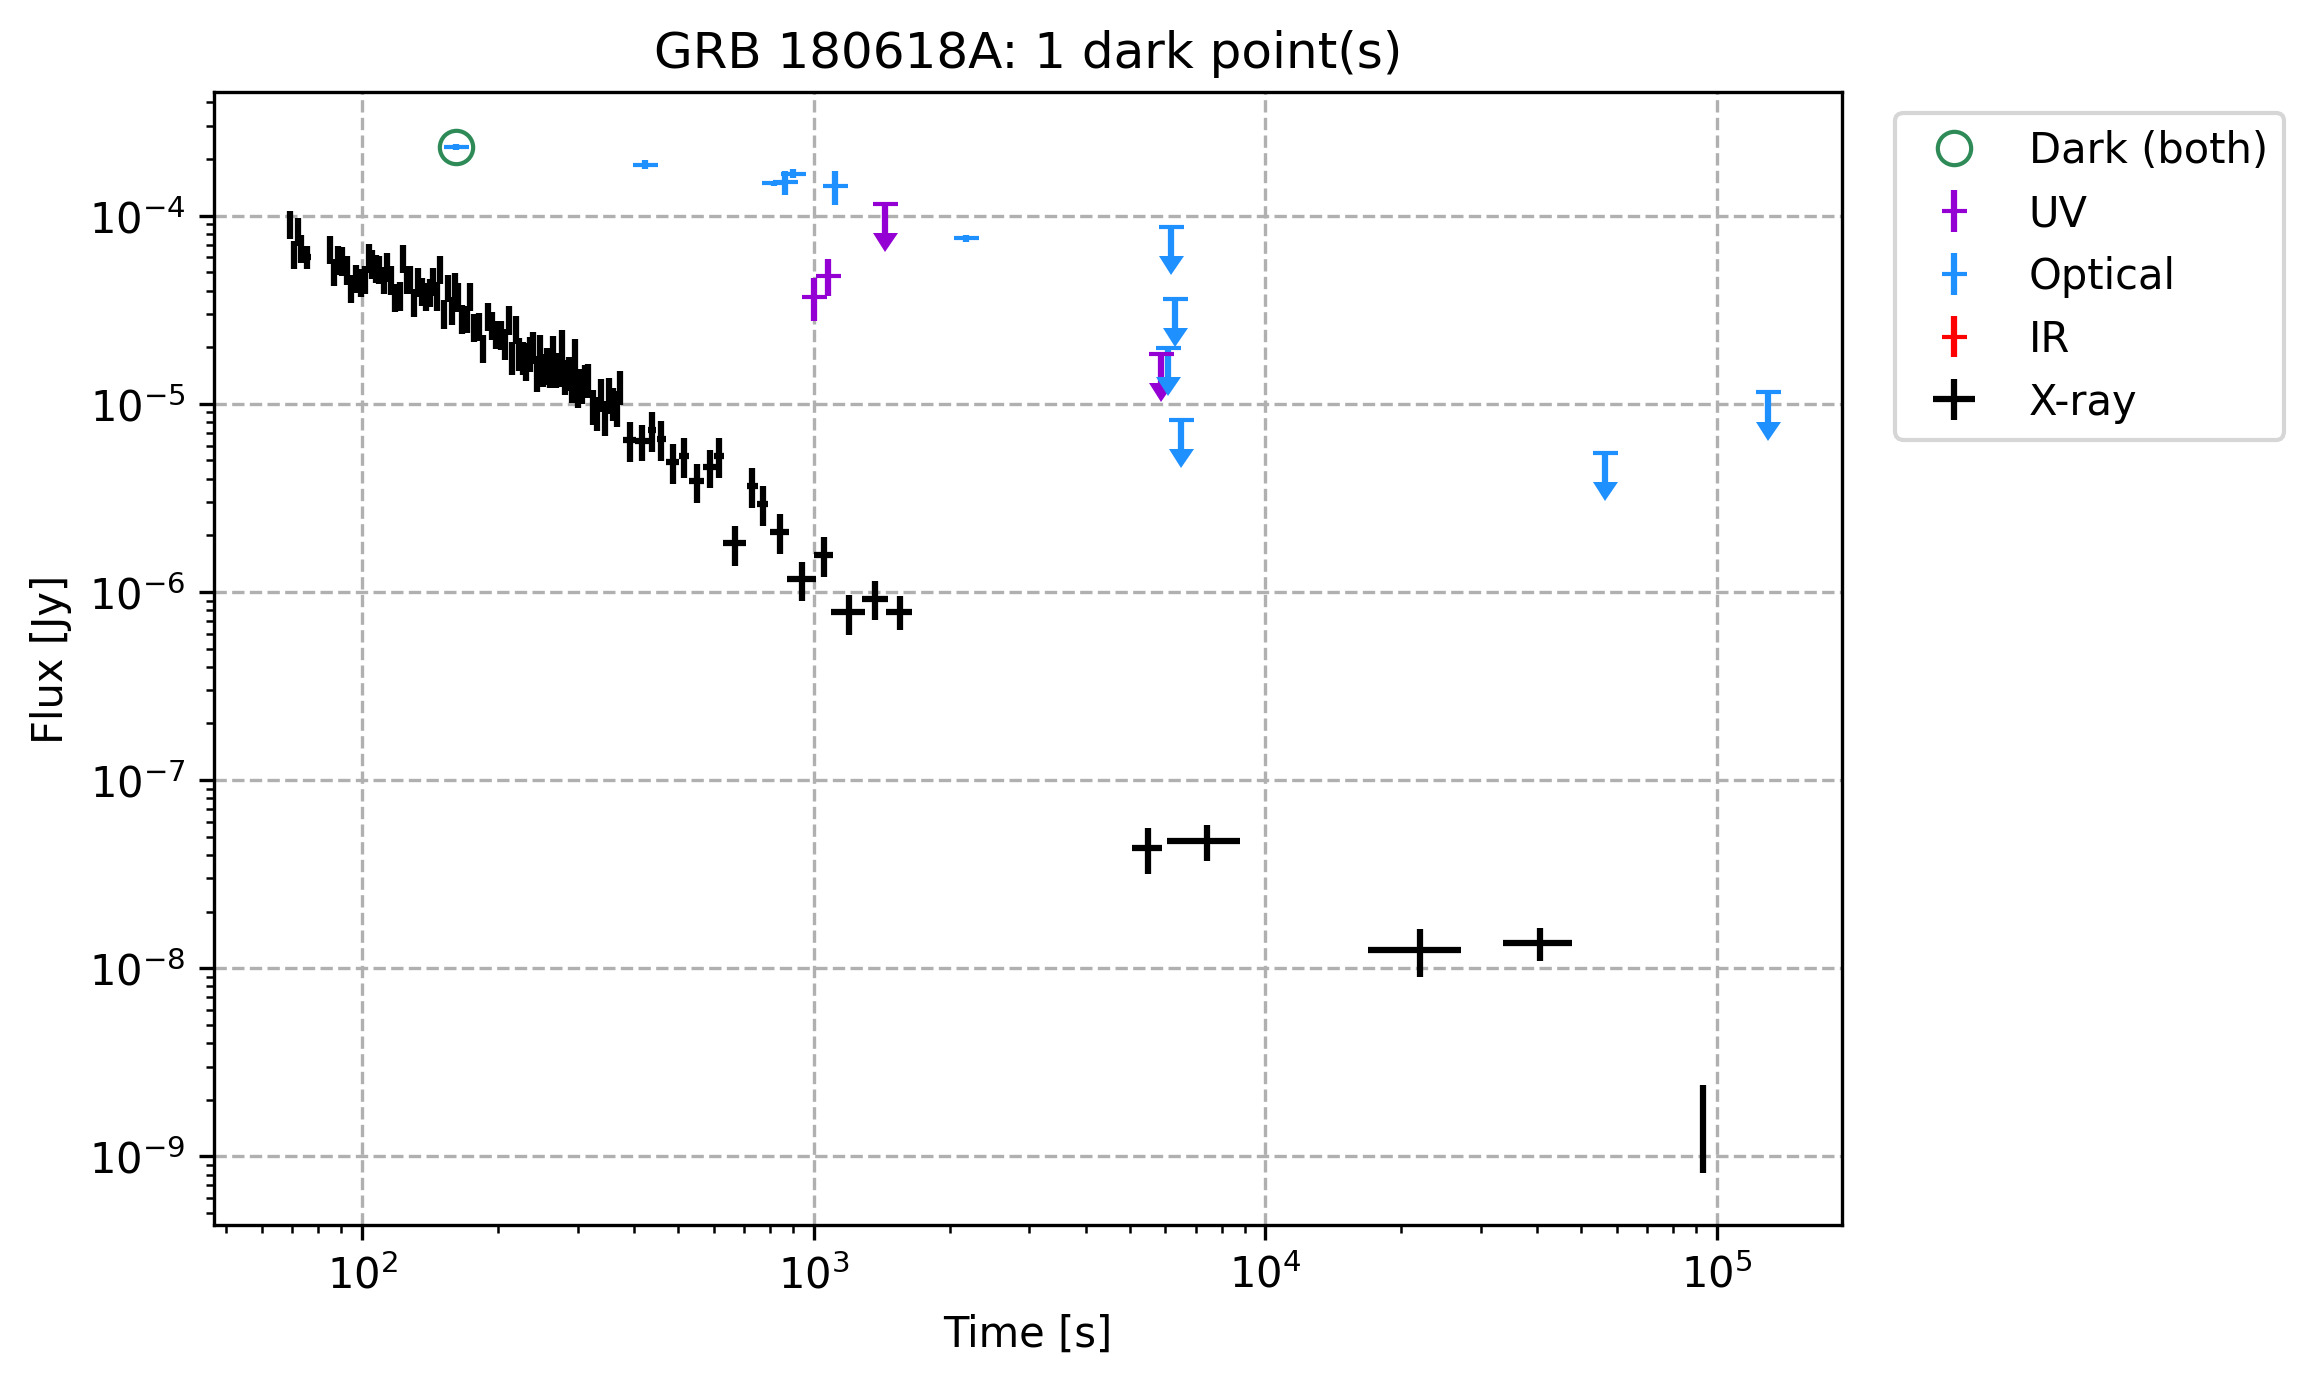 GRB 180618A: 1 dark point(s)
Dark (both)
UV
Optical
IR
X-ray
Flux [Jy]
10⁻⁴
10⁻⁵
10⁻⁶
10⁻⁷
10⁻⁸
10⁻⁹
10² 10³ 10⁴ 10⁵
Time [s]